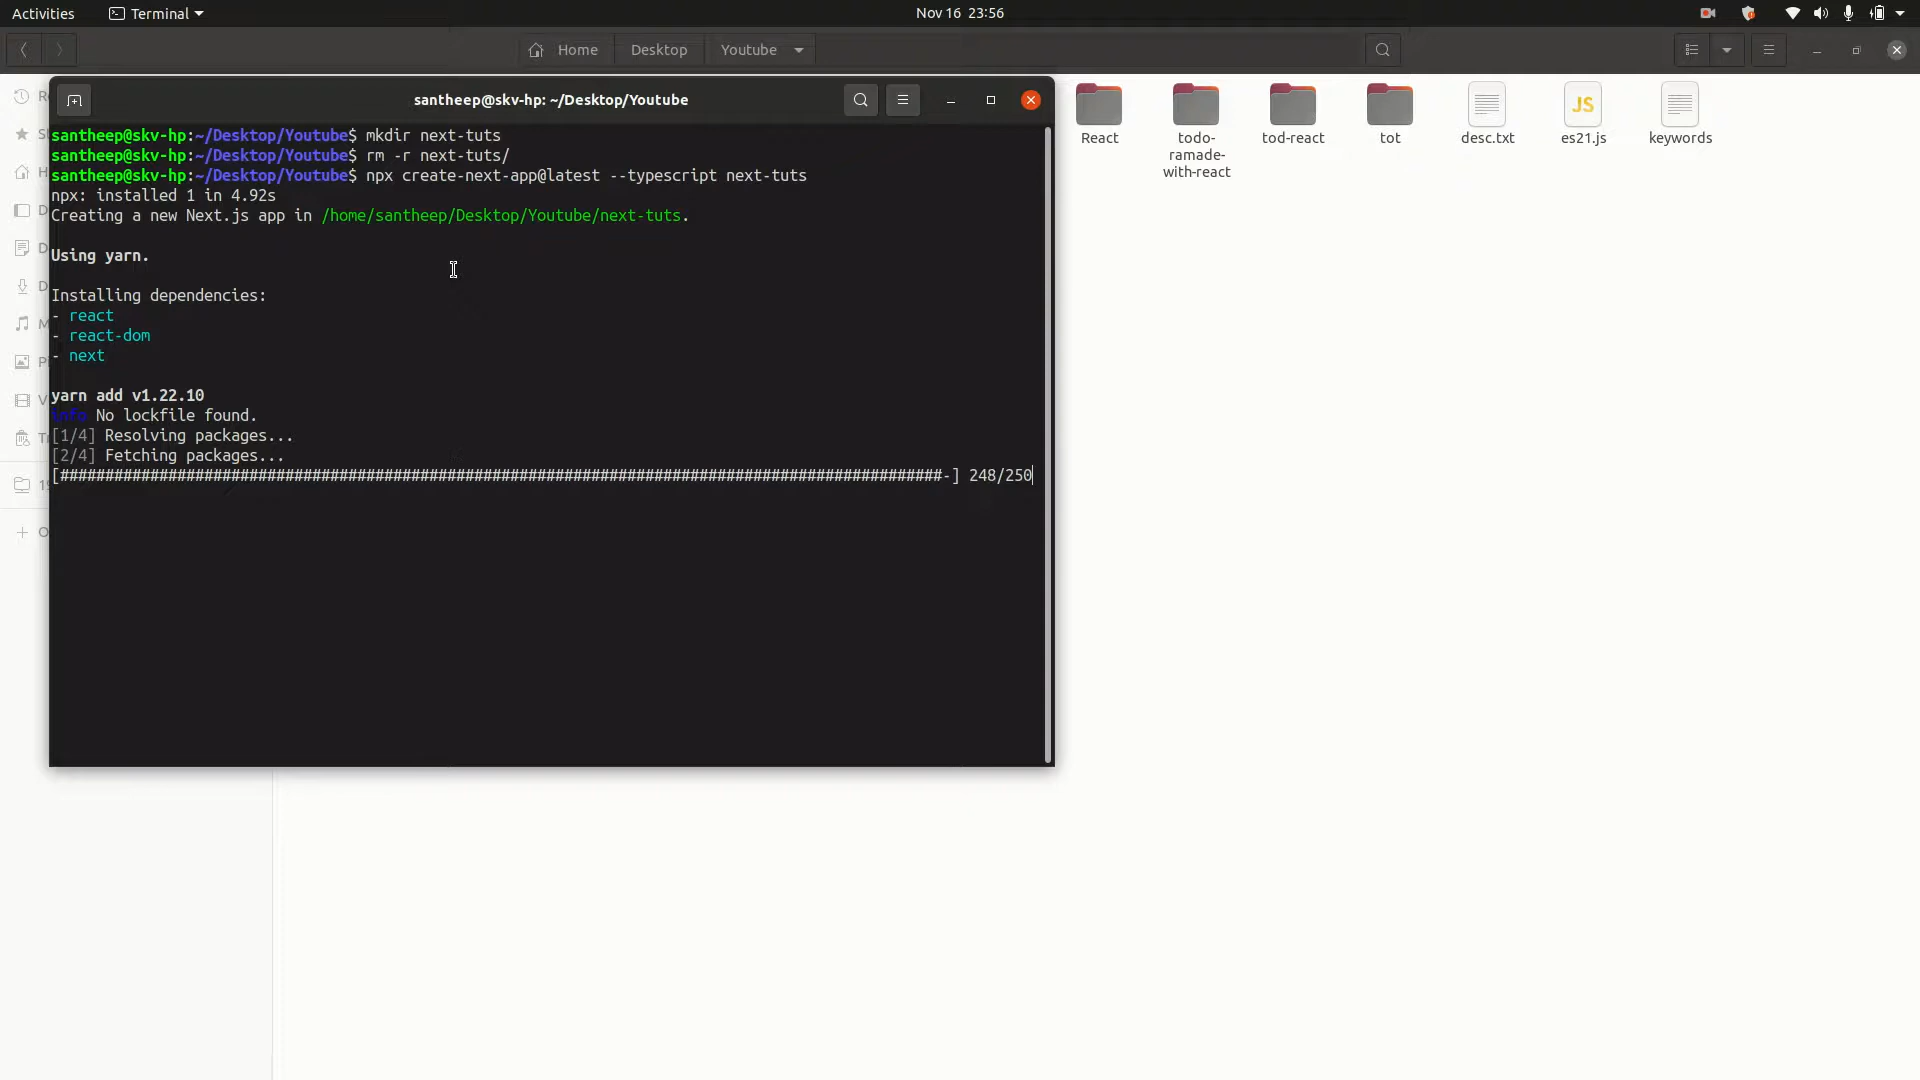 Activities
Terminal
Nov 16 23:56
Home
Desktop
Youtube
santheep@skv-hp: ~/Desktop/Youtube
santheep@skv-hp:~/Desktop/Youtube$ mkdir next-tuts
santheep@skv-hp:~/Desktop/Youtube$ rm -r next-tuts/
santheep@skv-hp:~/Desktop/Youtube$ npx create-next-app@latest --typescript next-tuts
npx: installed 1 in 4.92s
Creating a new Next.js app in /home/santheep/Desktop/Youtube/next-tuts.
Using yarn.
Installing dependencies:
- react
- react-dom
- next
yarn add v1.22.10
info No lockfile found.
[1/4] Resolving packages...
[2/4] Fetching packages...
[##################################################################################################-] 248/250
React
todo-
ramade-
with-react
tod-react
tot
desc.txt
JS
es21.js
keywords